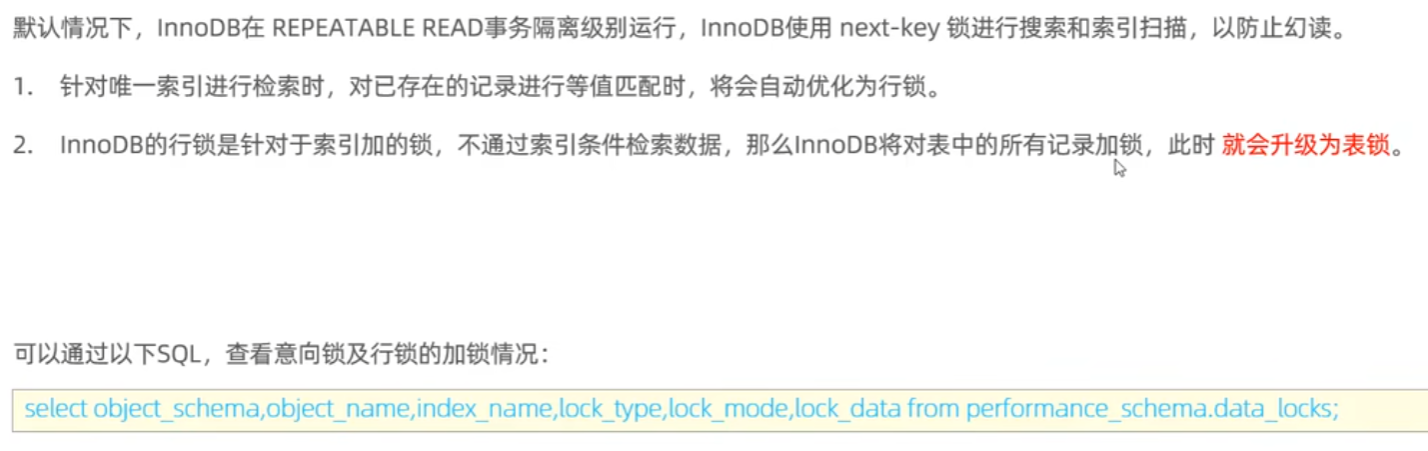 默认情况下，InnoDB在 REPEATABLE READ事务隔离级别运行，InnoDB使用 next-key 锁进行搜索和索引扫描，以防止幻读。
1. 针对唯一索引进行检索时，对已存在的记录进行等值匹配时，将会自动优化为行锁。
2. InnoDB的行锁是针对于索引加的锁，不通过索引条件检索数据，那么InnoDB将对表中的所有记录加锁，此时 就会升级为表锁。
可以通过以下SQL，查看意向锁及行锁的加锁情况：
select object_schema,object_name,index_name,lock_type,lock_mode,lock_data from performance_schema.data_locks;